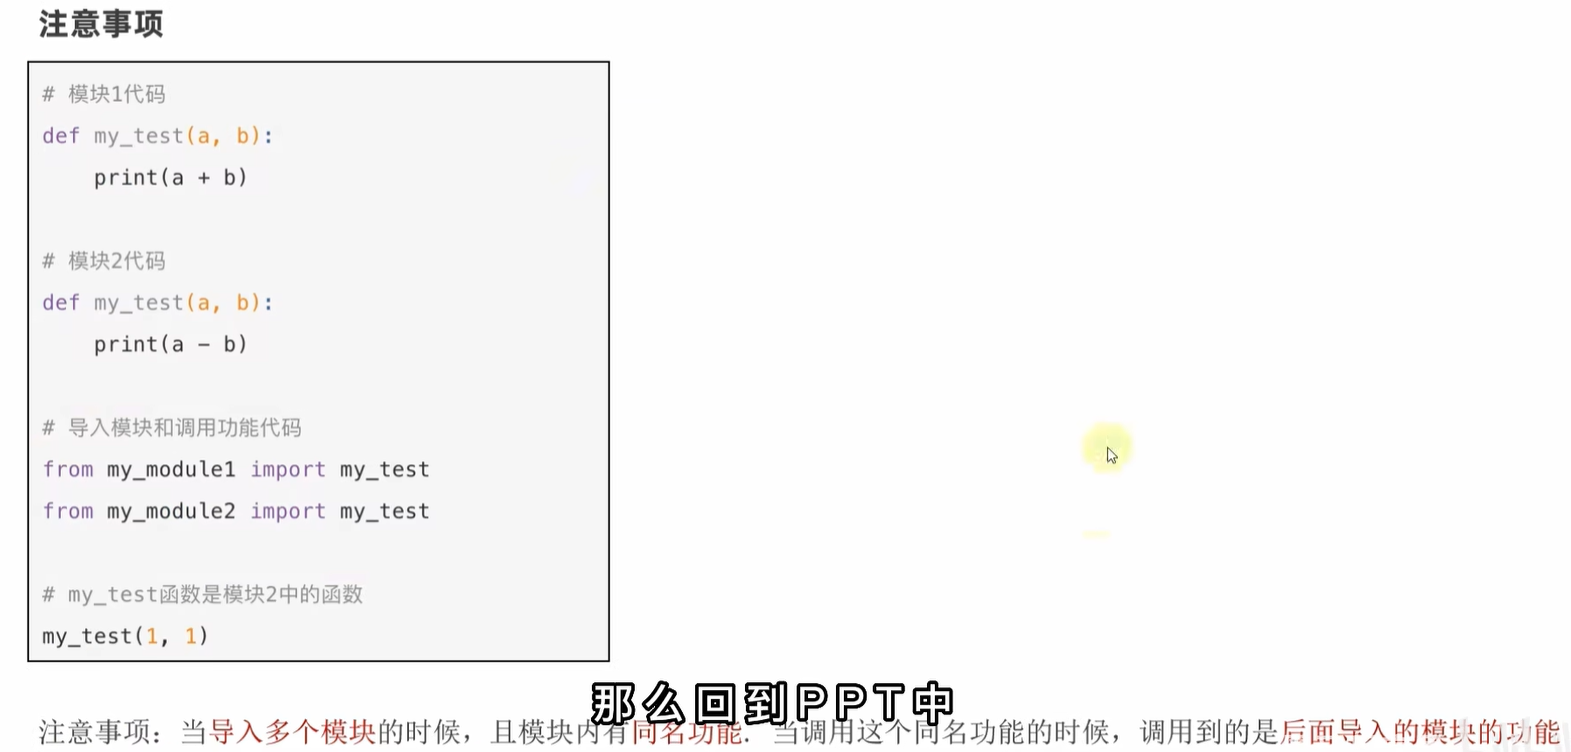 注意事项
# 模块1代码
def my_test(a, b):
    print(a + b)
# 模块2代码
def my_test(a, b):
    print(a - b)
# 导入模块和调用功能代码
from my_module1 import my_test
from my_module2 import my_test
# my_test函数是模块2中的函数
my_test(1, 1)
那么回到PPT中
注意事项：当导入多个模块的时候，且模块内有同名功能. 当调用这个同名功能的时候，调用到的是后面导入的模块的功能